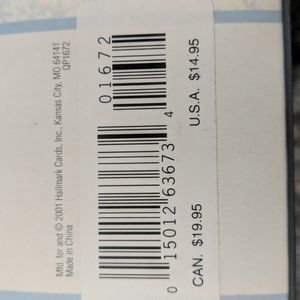 Mfd. for and © 2001 Hallmark Cards, Inc., Kansas City, MO 64141
Made in China QP1672
01672
0 15012 63673 4
CAN. $19.95 U.S.A. $14.95